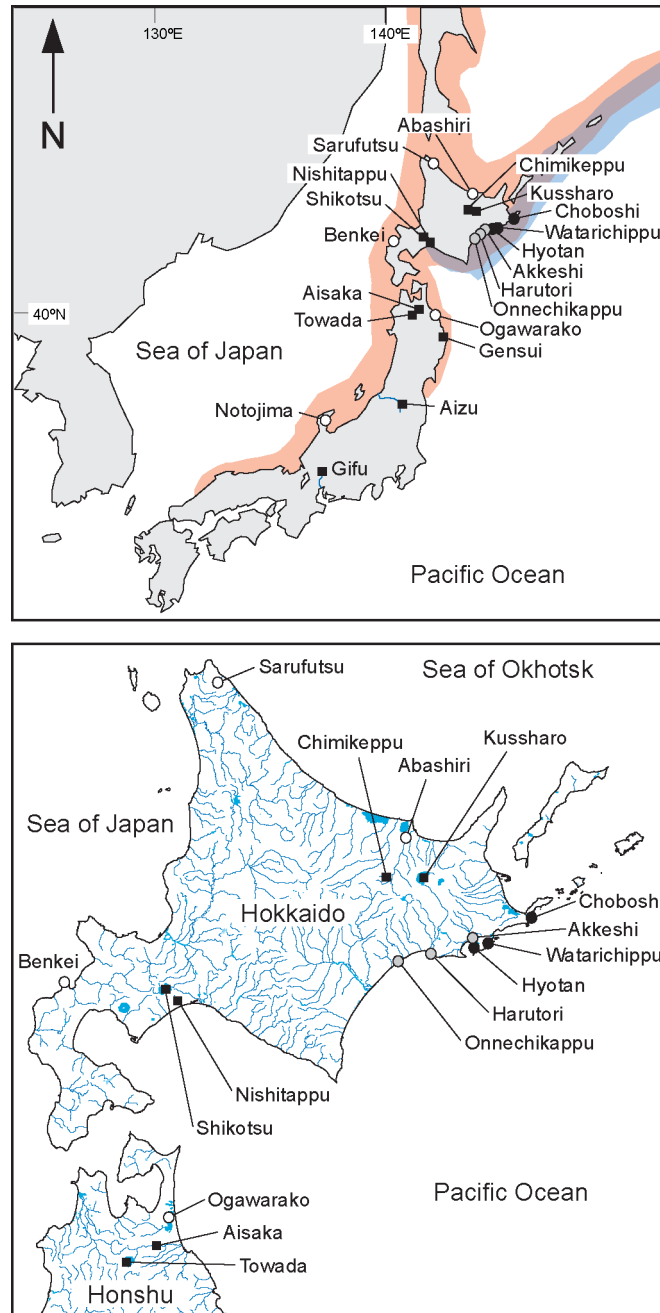 130ºE
140ºE
N
Abashiri
Sarufutsu
Chimikeppu
Nishitappu
Kussharo
Shikotsu
Choboshi
Benkei
Watarichippu
Hyotan
Akkeshi
Aisaka
Harutori
40ºN
Towada
Onnechikappu
Ogawarako
Sea of Japan
Gensui
Notojima
Aizu
Gifu
Pacific Ocean
Sarufutsu
Sea of Okhotsk
Chimikeppu
Kussharo
Abashiri
Sea of Japan
Choboshi
Hokkaido
Akkeshi
Benkei
Watarichippu
Hyotan
Harutori
Onnechikappu
Nishitappu
Shikotsu
Pacific Ocean
Ogawarako
Aisaka
Towada
Honshu